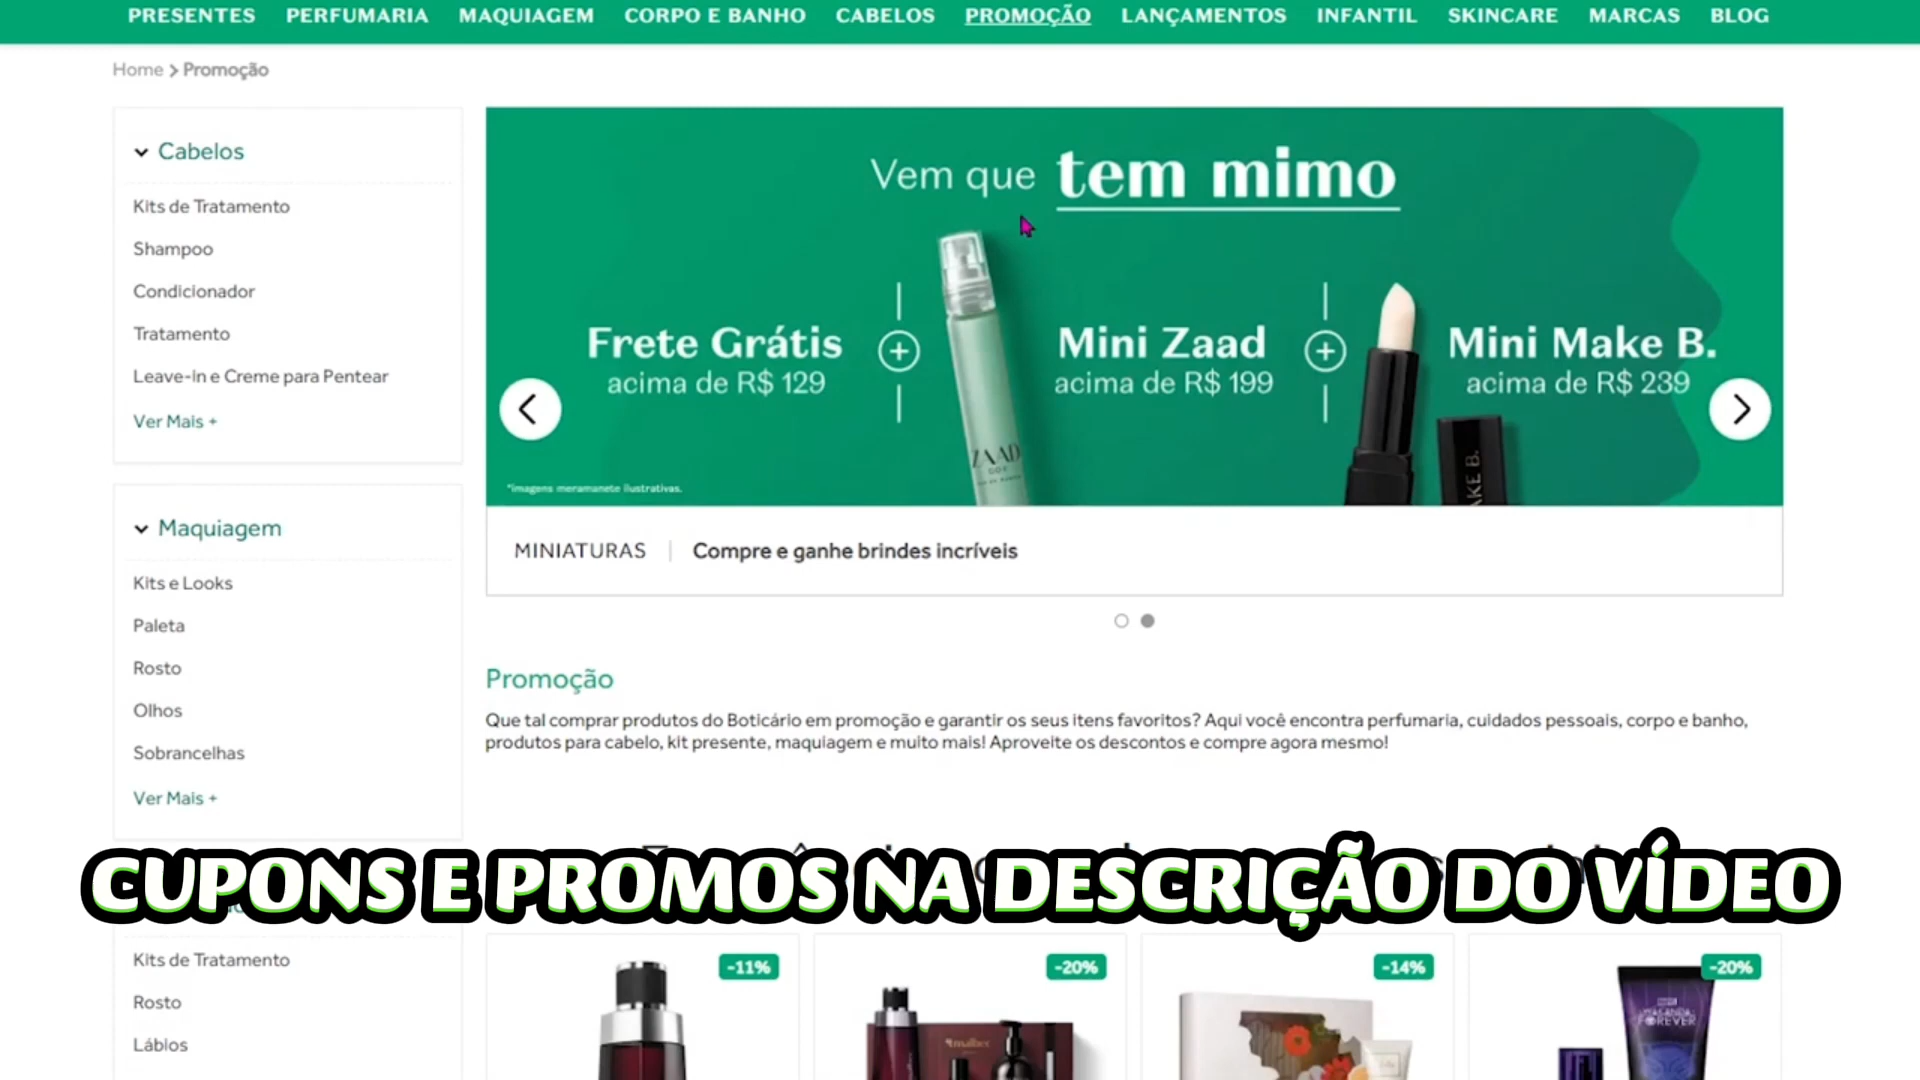 PRESENTES PERFUMARIA MAQUIAGEM CORPO E BANHO CABELOS PROMOÇÃO LANÇAMENTOS INFANTIL SKINCARE MARCAS BLOG
Home > Promoção
Cabelos
Kits de Tratamento
Shampoo
Condicionador
Tratamento
Leave-In e Creme para Pentear
Ver Mais +
Maquiagem
Kits e Looks
Paleta
Rosto
Olhos
Sobrancelhas
Ver Mais +
Kits de Tratamento
Rosto
Lábios
Vem que tem mimo
Frete Grátis
acima de R$ 129
Mini Zaad
acima de R$ 199
Mini Make B.
acima de R$ 239
ZAAD
AKE B.
*imagens meramanete ilustrativas.
MINIATURAS | Compre e ganhe brindes incríveis
Promoção
Que tal comprar produtos do Boticário em promoção e garantir os seus itens favoritos? Aqui você encontra perfumaria, cuidados pessoais, corpo e banho,
produtos para cabelo, kit presente, maquiagem e muito mais! Aproveite os descontos e compre agora mesmo!
CUPONS E PROMOS NA DESCRIÇÃO DO VÍDEO
-11%
-20%
-14%
-20%
malbec
WAKANDA
FOREVER